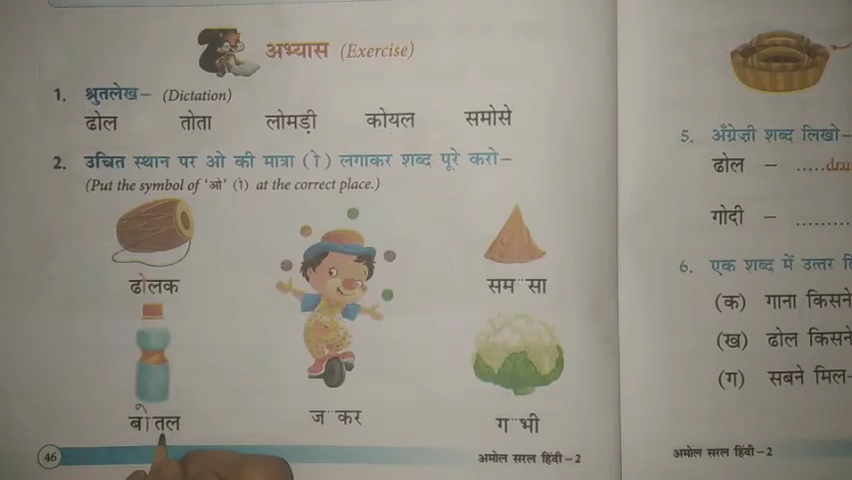 अभ्यास (Exercise)
1. श्रुतलेख– (Dictation)
ढोल तोता लोमड़ी कोयल समोसे
2. उचित स्थान पर ओ की मात्रा (ो) लगाकर शब्द पूरे करो–
(Put the symbol of 'ओ' (ो) at the correct place.)
ढोलक सम¨सा
बोतल ज¨कर ग¨भी
46 अमोल सरल हिंदी–2
5. अँग्रेज़ी शब्द लिखो–
ढोल – .....dru
गोदी – .........
6. एक शब्द में उत्तर
(क) गाना किसने
(ख) ढोल किसने
(ग) सबने मिल-
अमोल सरल हिंदी–2